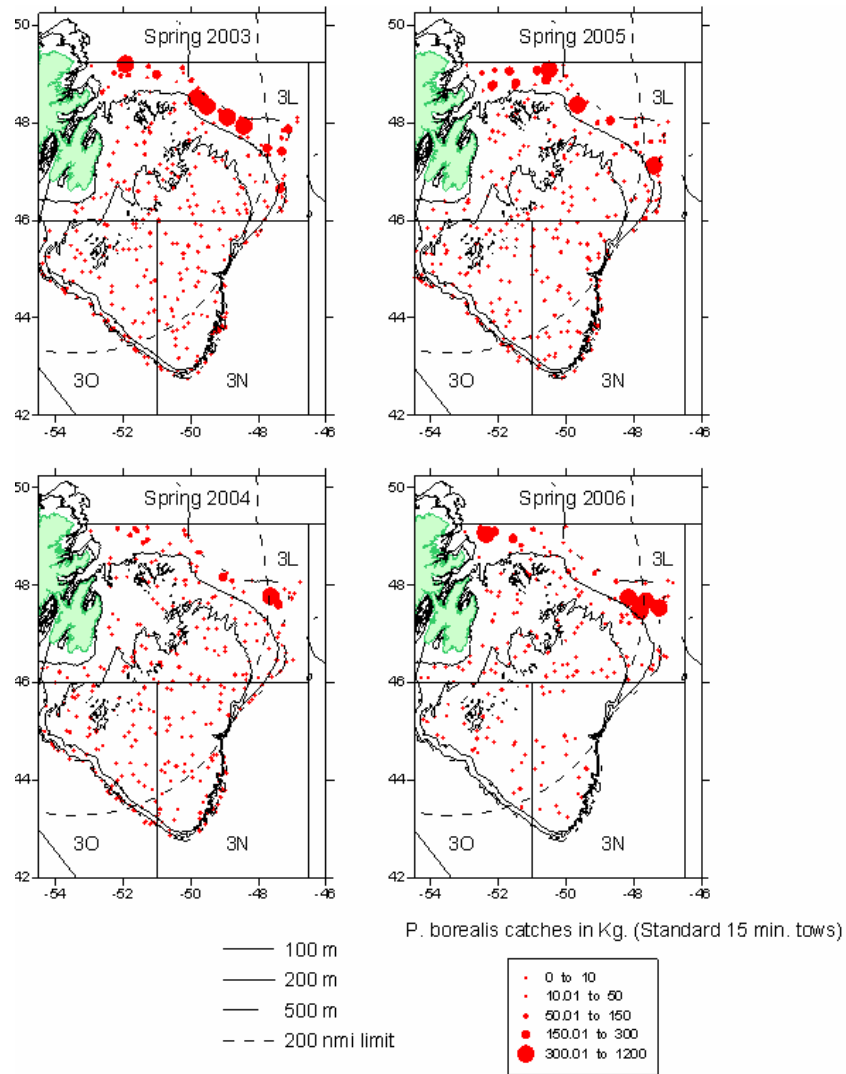 50
48
46
44
42
Spring 2003
3L
3O
3N
-54
-52
-50
-48
-46
50
48
46
44
42
Spring 2005
3L
3O
3N
-54
-52
-50
-48
-46
50
48
46
44
42
Spring 2004
3L
3O
3N
-54
-52
-50
-48
-46
50
48
46
44
42
Spring 2006
3L
3O
3N
-54
-52
-50
-48
-46
P. borealis catches in Kg. (Standard 15 min. tows)
100 m
200 m
500 m
200 nmi limit
0 to 10
10.01 to 50
50.01 to 150
150.01 to 300
300.01 to 1200